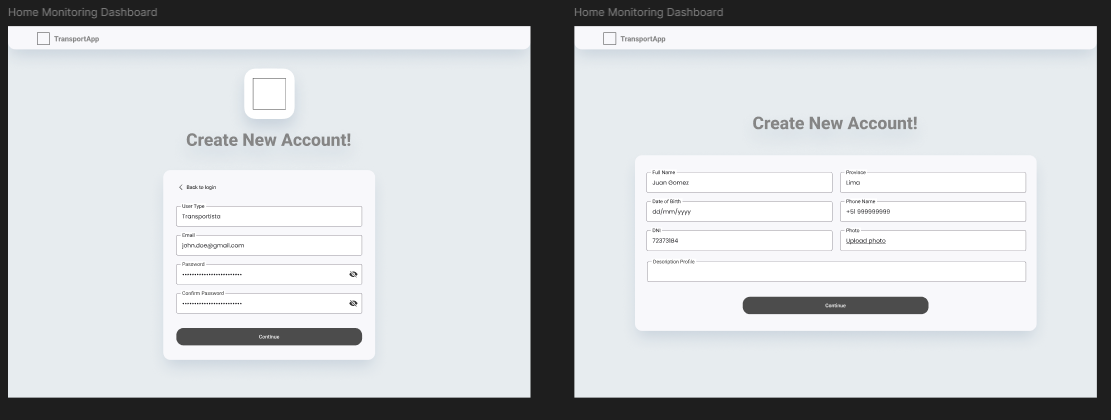 Home Monitoring Dashboard
TransportApp
Create New Account!
Back to login
User Type
Transportista
Email
john.doe@gmail.com
Password
Confirm Password
Continue
Home Monitoring Dashboard
TransportApp
Create New Account!
Full Name
Juan Gomez
Province
Lima
Date of Birth
dd/mm/yyyy
Phone Name
+51 999999999
DNI
72373184
Photo
Upload photo
Description Profile
Continue